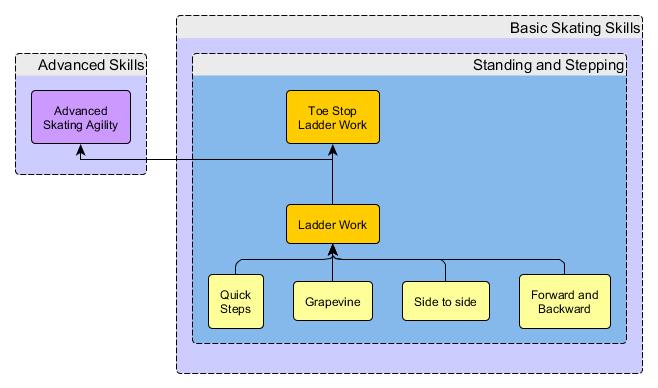 Basic Skating Skills
Advanced Skills
Standing and Stepping
Advanced
Skating Agility
Toe Stop
Ladder Work
Ladder Work
Quick
Steps
Grapevine
Side to side
Forward and
Backward